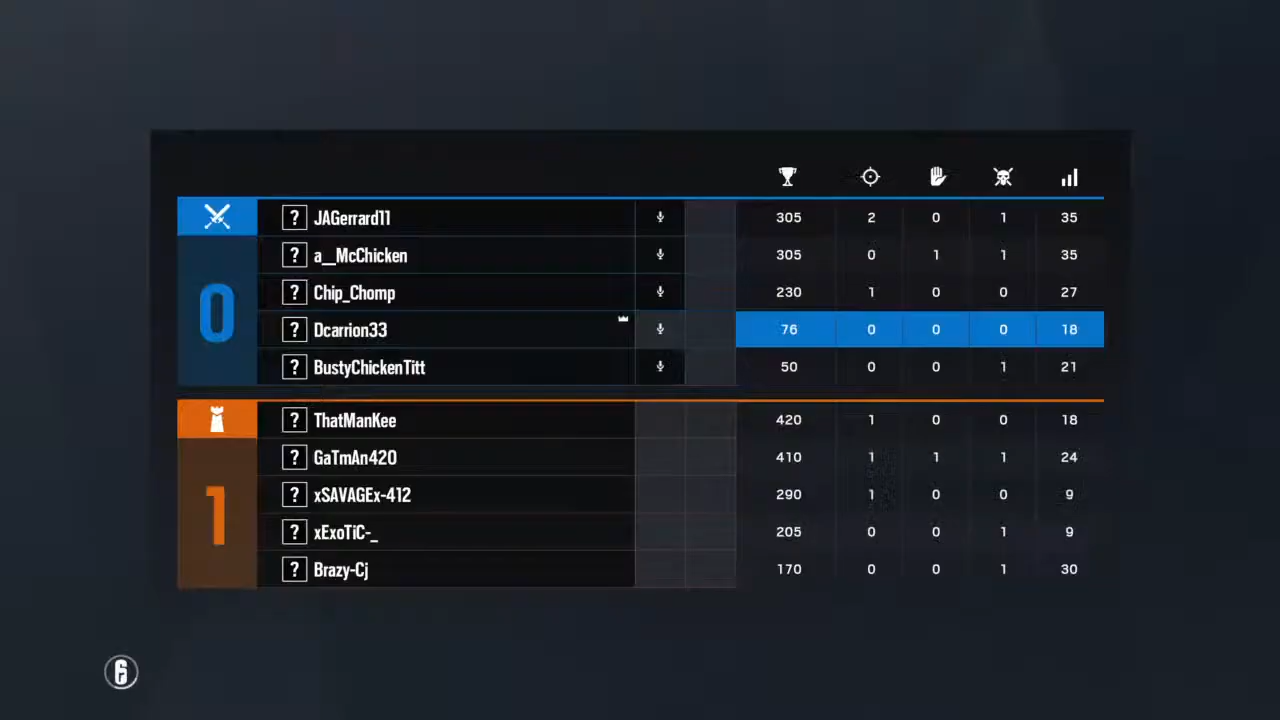 ? JAGerrard11 305 2 0 1 35
? a__McChicken 305 0 1 1 35
? Chip_Chomp 230 1 0 0 27
0
? Dcarrion33 76 0 0 0 18
? BustyChickenTitt 50 0 0 1 21
? ThatManKee 420 1 0 0 18
? GaTmAn420 410 1 1 1 24
? xSAVAGEx-412 290 1 0 0 9
1
? xExoTiC-_ 205 0 0 1 9
? Brazy-Cj 170 0 0 1 30
6